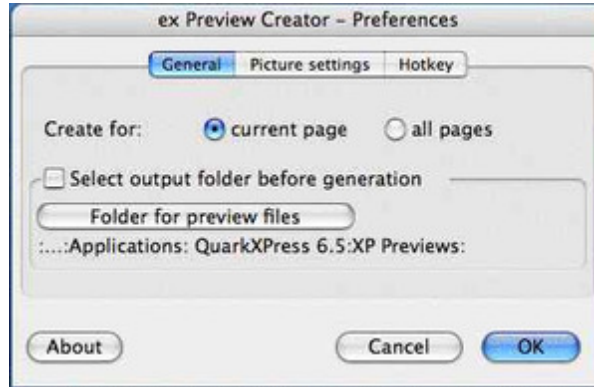 ex Preview Creator – Preferences
General Picture settings Hotkey
Create for: current page all pages
Select output folder before generation
Folder for preview files
:...:Applications: QuarkXPress 6.5:XP Previews:
About Cancel OK